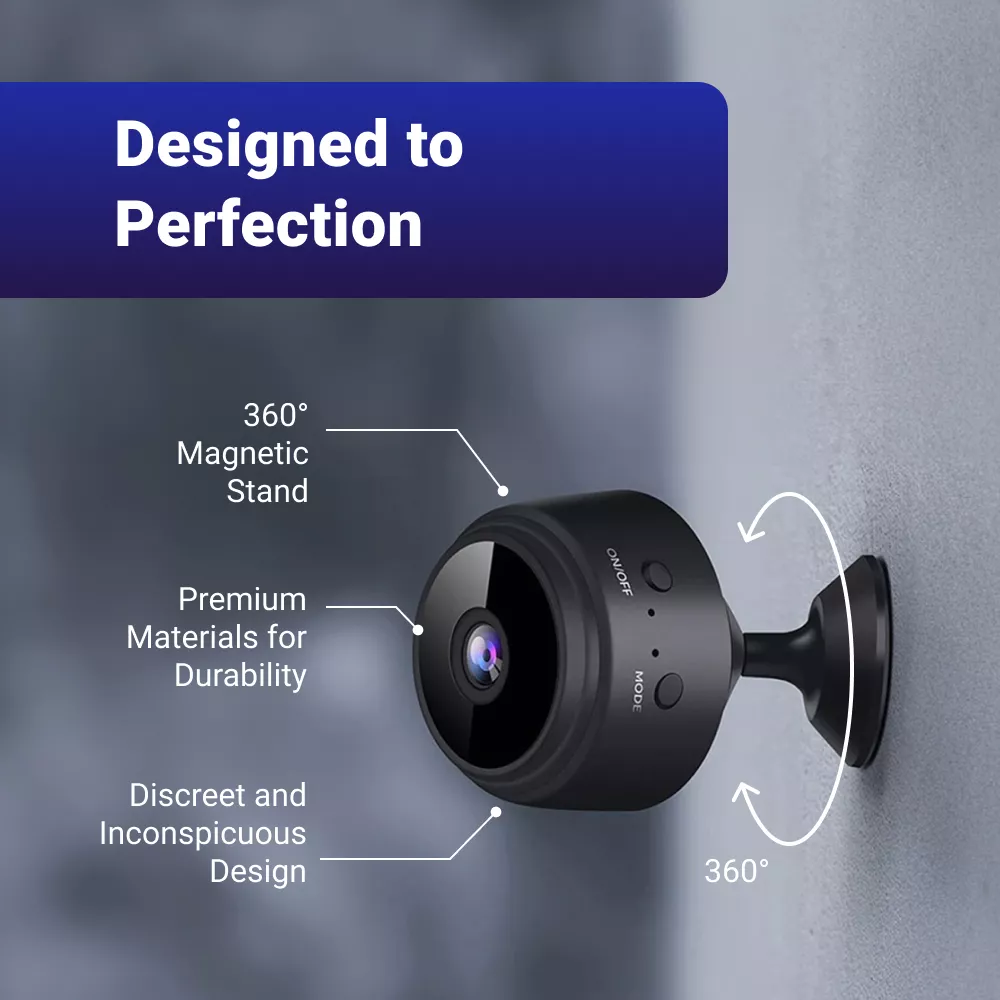 Designed to
Perfection
360°
Magnetic
Stand
Premium
Materials for
Durability
Discreet and
Inconspicuous
Design
ON/OFF
MODE
360°